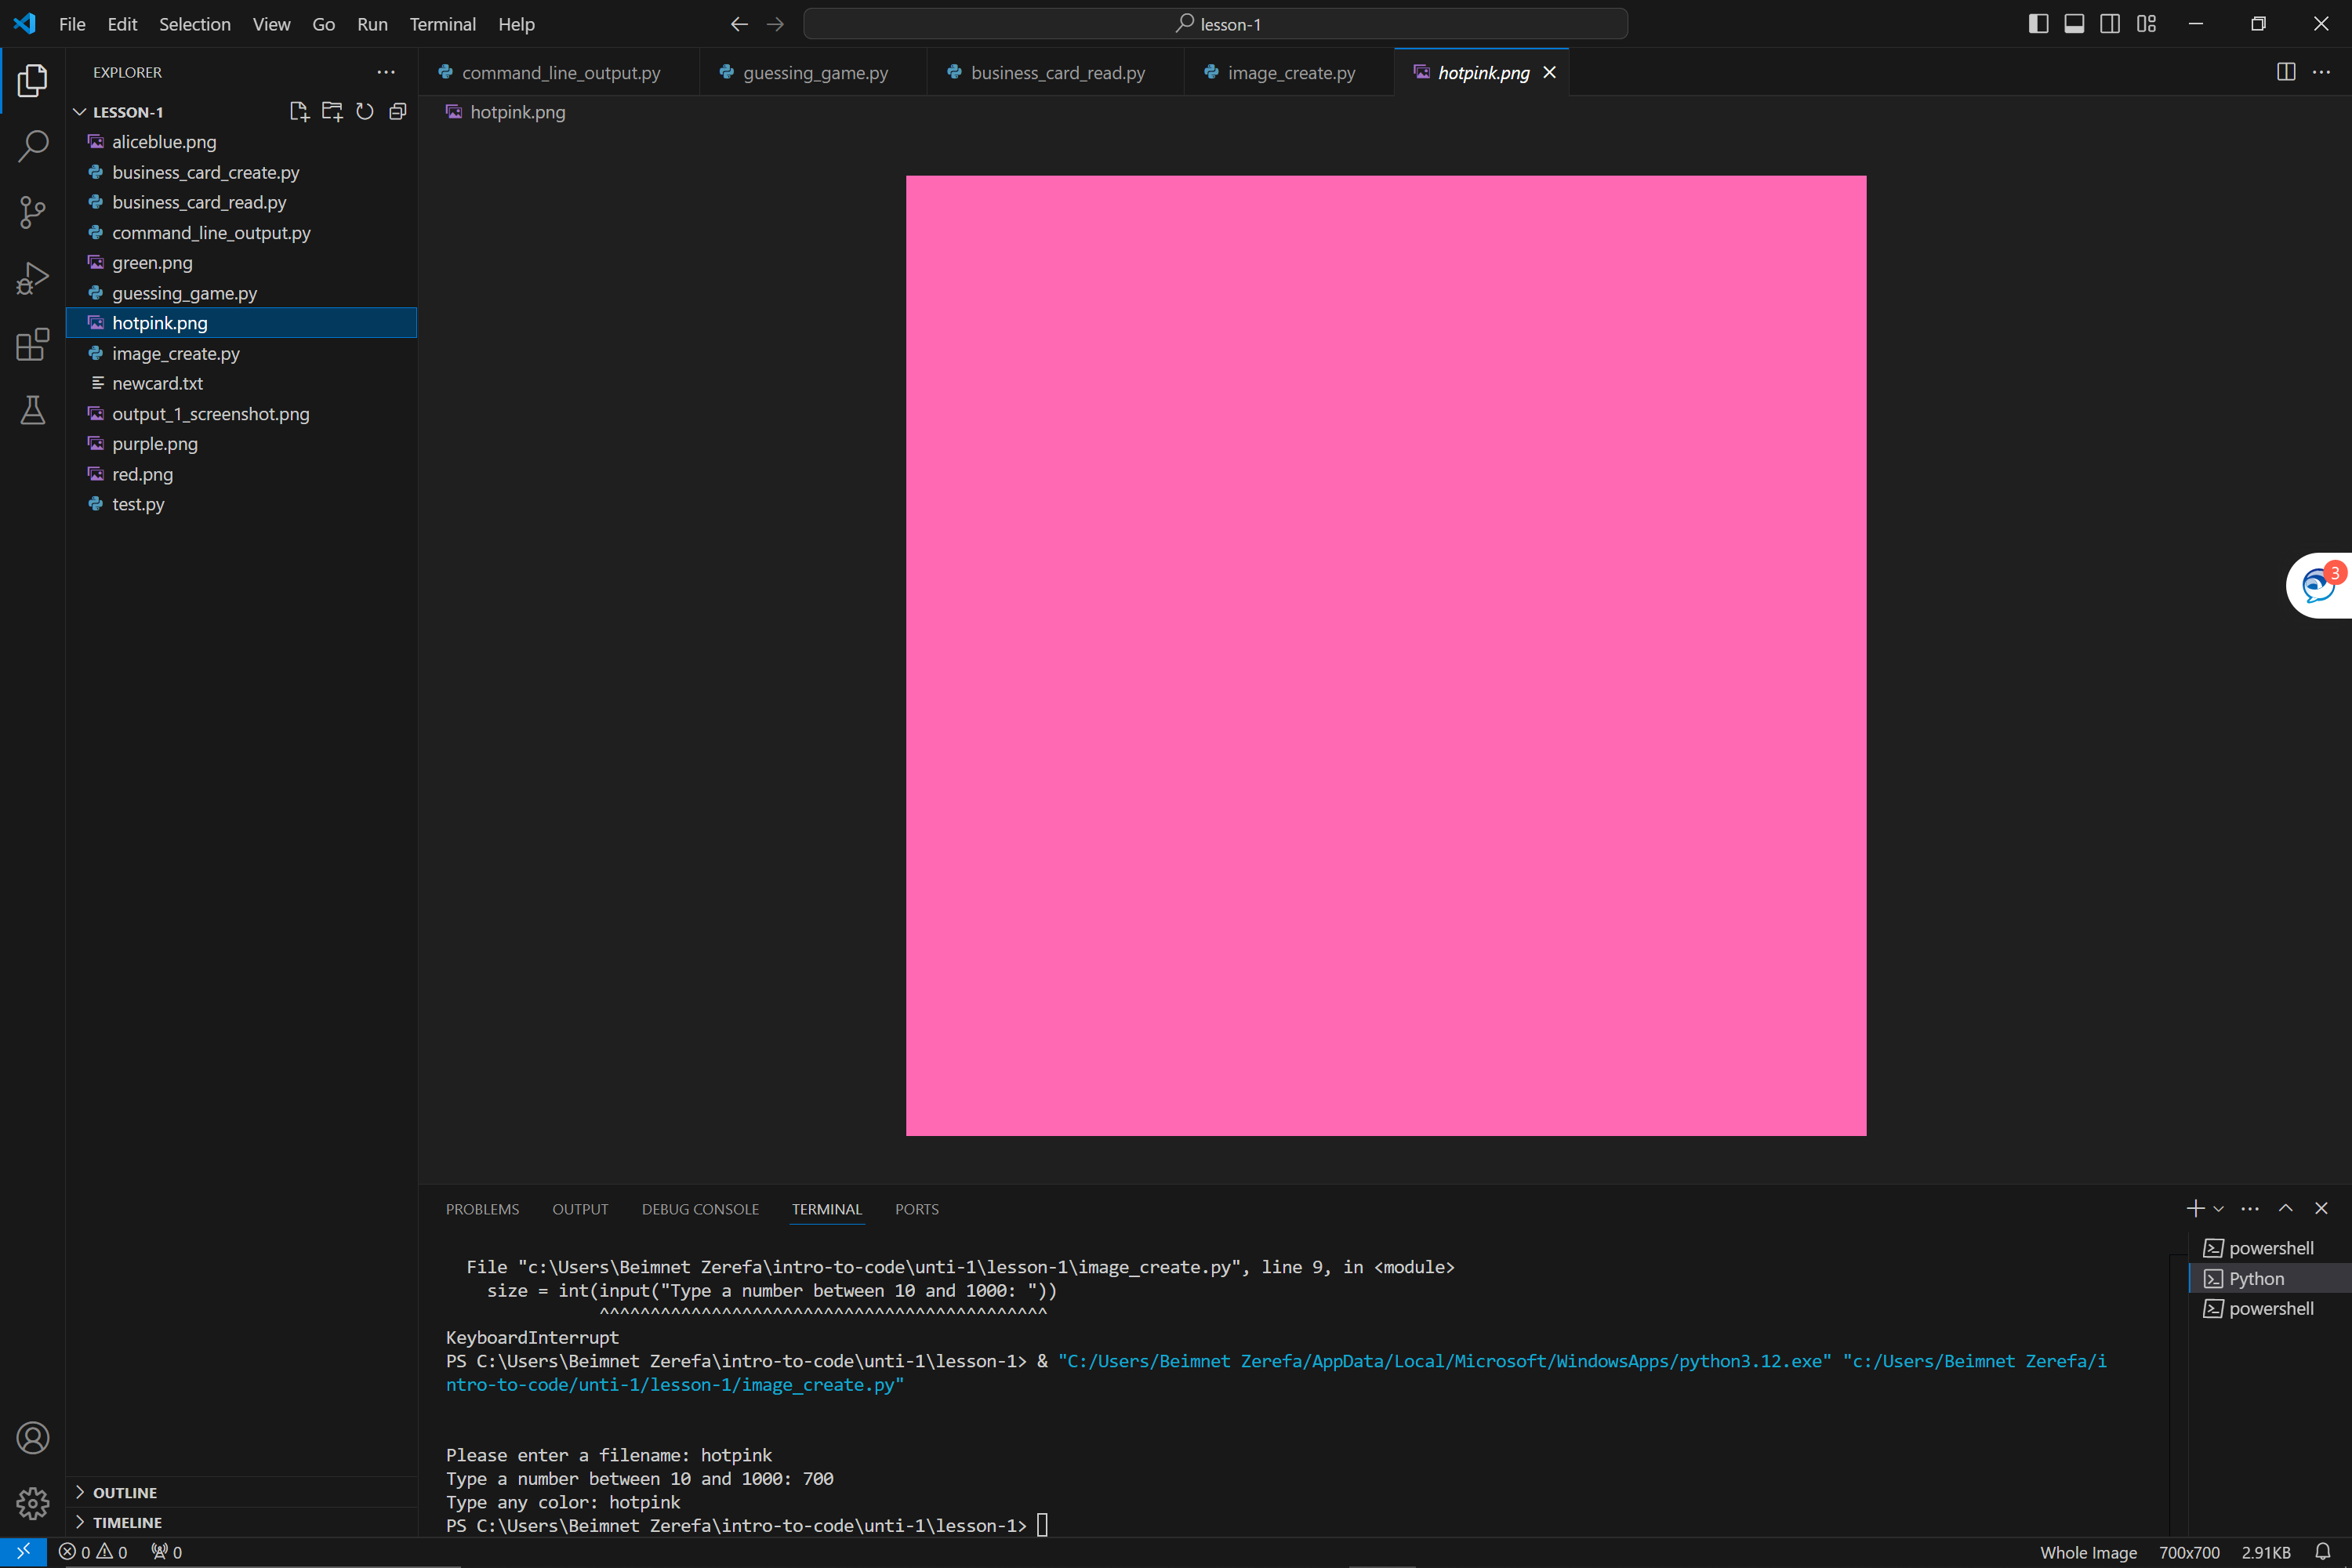 File Edit Selection View Go Run Terminal Help
lesson-1
EXPLORER
LESSON-1
aliceblue.png
business_card_create.py
business_card_read.py
command_line_output.py
green.png
guessing_game.py
hotpink.png
image_create.py
newcard.txt
output_1_screenshot.png
purple.png
red.png
test.py
OUTLINE
TIMELINE
command_line_output.py guessing_game.py business_card_read.py image_create.py hotpink.png
hotpink.png
3
PROBLEMS OUTPUT DEBUG CONSOLE TERMINAL PORTS
File "c:\Users\Beimnet Zerefa\intro-to-code\unti-1\lesson-1\image_create.py", line 9, in <module>
size = int(input("Type a number between 10 and 1000: "))
^^^^^^^^^^^^^^^^^^^^^^^^^^^^^^^^^^^^^^^^^^^^
KeyboardInterrupt
PS C:\Users\Beimnet Zerefa\intro-to-code\unti-1\lesson-1> & "C:/Users/Beimnet Zerefa/AppData/Local/Microsoft/WindowsApps/python3.12.exe" "c:/Users/Beimnet Zerefa/i
ntro-to-code/unti-1/lesson-1/image_create.py"
Please enter a filename: hotpink
Type a number between 10 and 1000: 700
Type any color: hotpink
PS C:\Users\Beimnet Zerefa\intro-to-code\unti-1\lesson-1>
powershell
Python
powershell
0 0 0
Whole Image 700x700 2.91KB